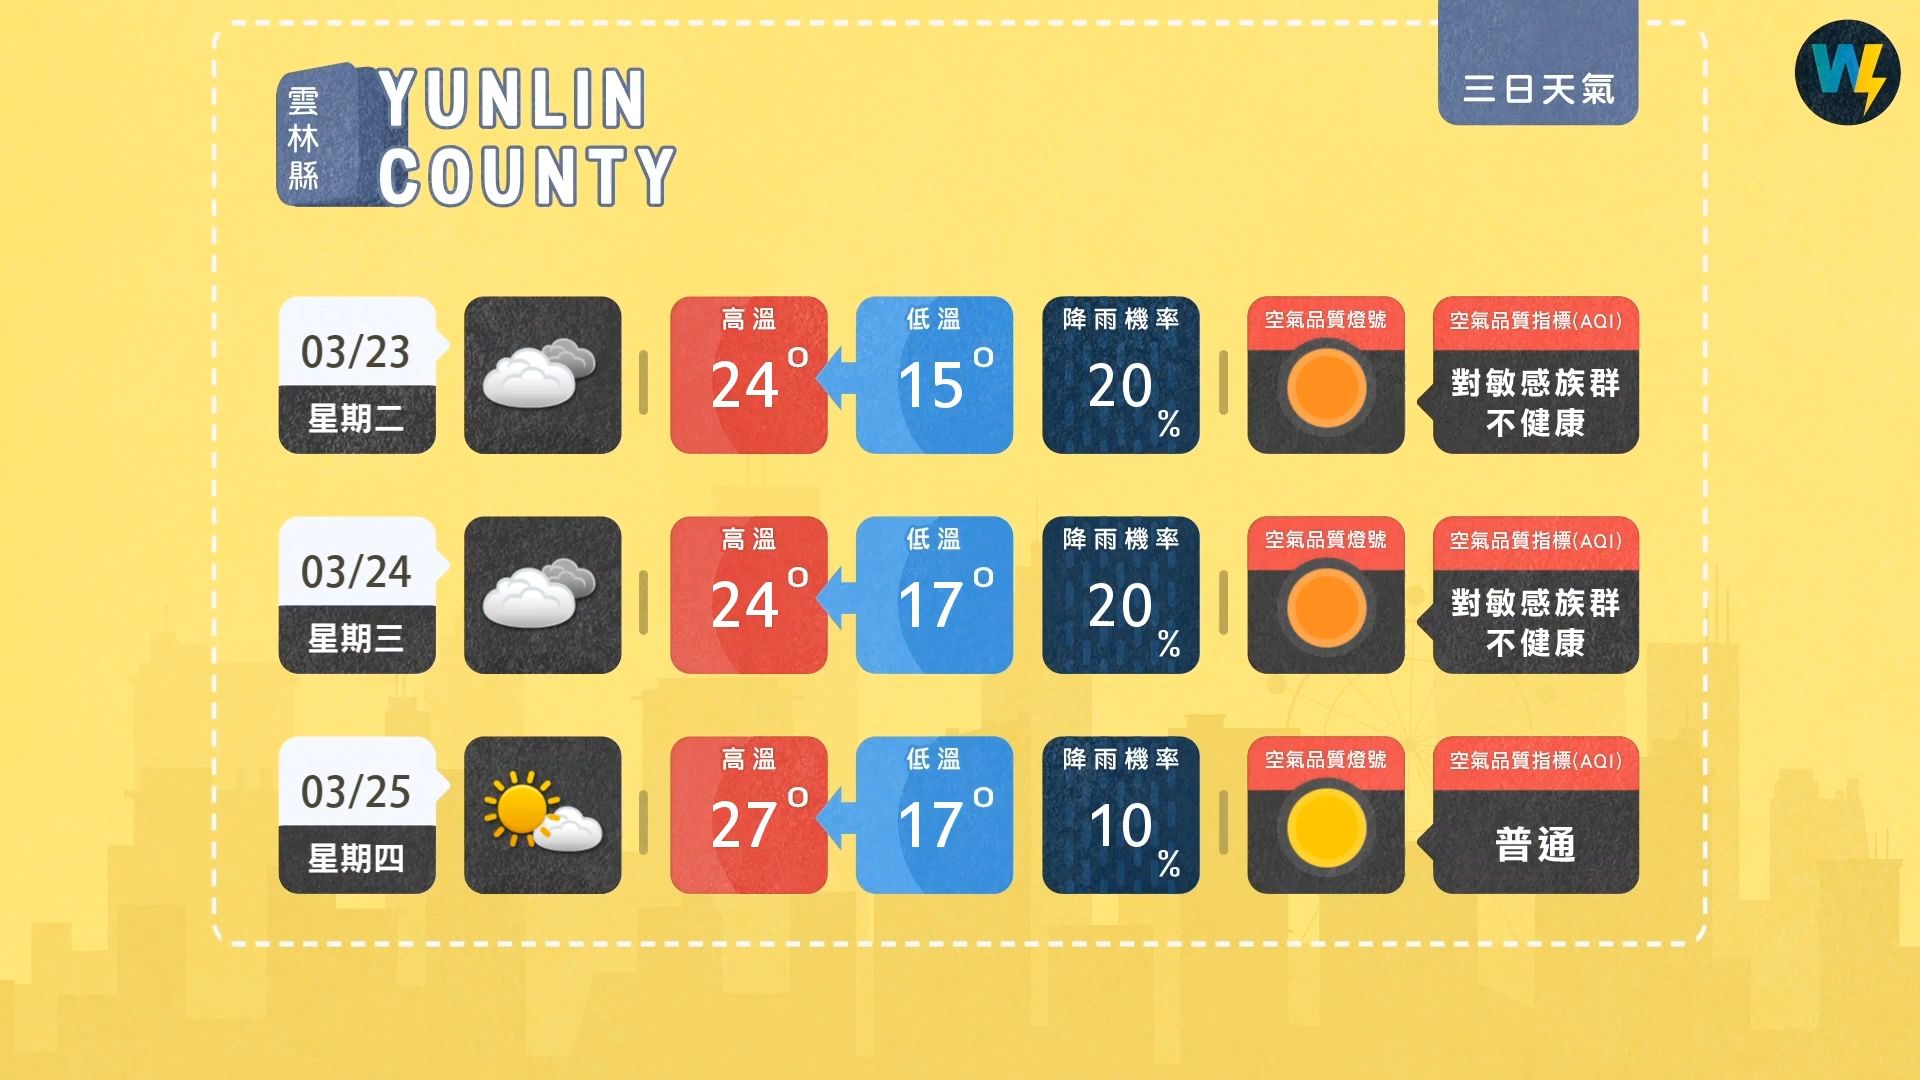 雲林縣
YUNLIN
COUNTY
三日天氣
W
03/23
星期二
高溫
24°
低溫
15°
降雨機率
20%
空氣品質燈號
空氣品質指標(AQI)
對敏感族群
不健康
03/24
星期三
高溫
24°
低溫
17°
降雨機率
20%
空氣品質燈號
空氣品質指標(AQI)
對敏感族群
不健康
03/25
星期四
高溫
27°
低溫
17°
降雨機率
10%
空氣品質燈號
空氣品質指標(AQI)
普通